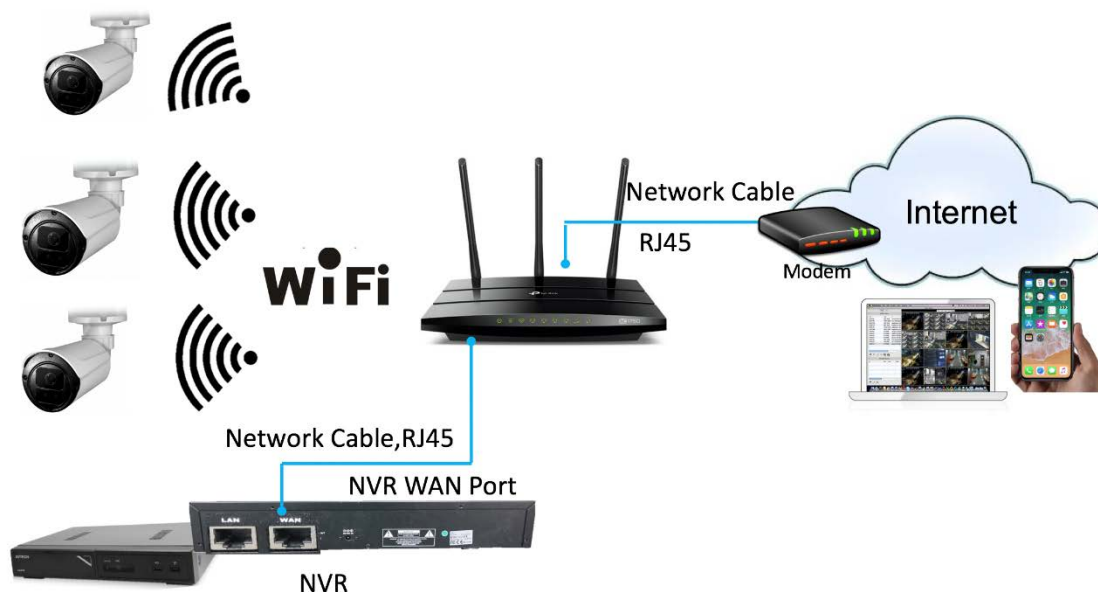 WiFi
Network Cable
RJ45
Internet
Modem
Network Cable,RJ45
NVR WAN Port
LAN
WAN
NVR